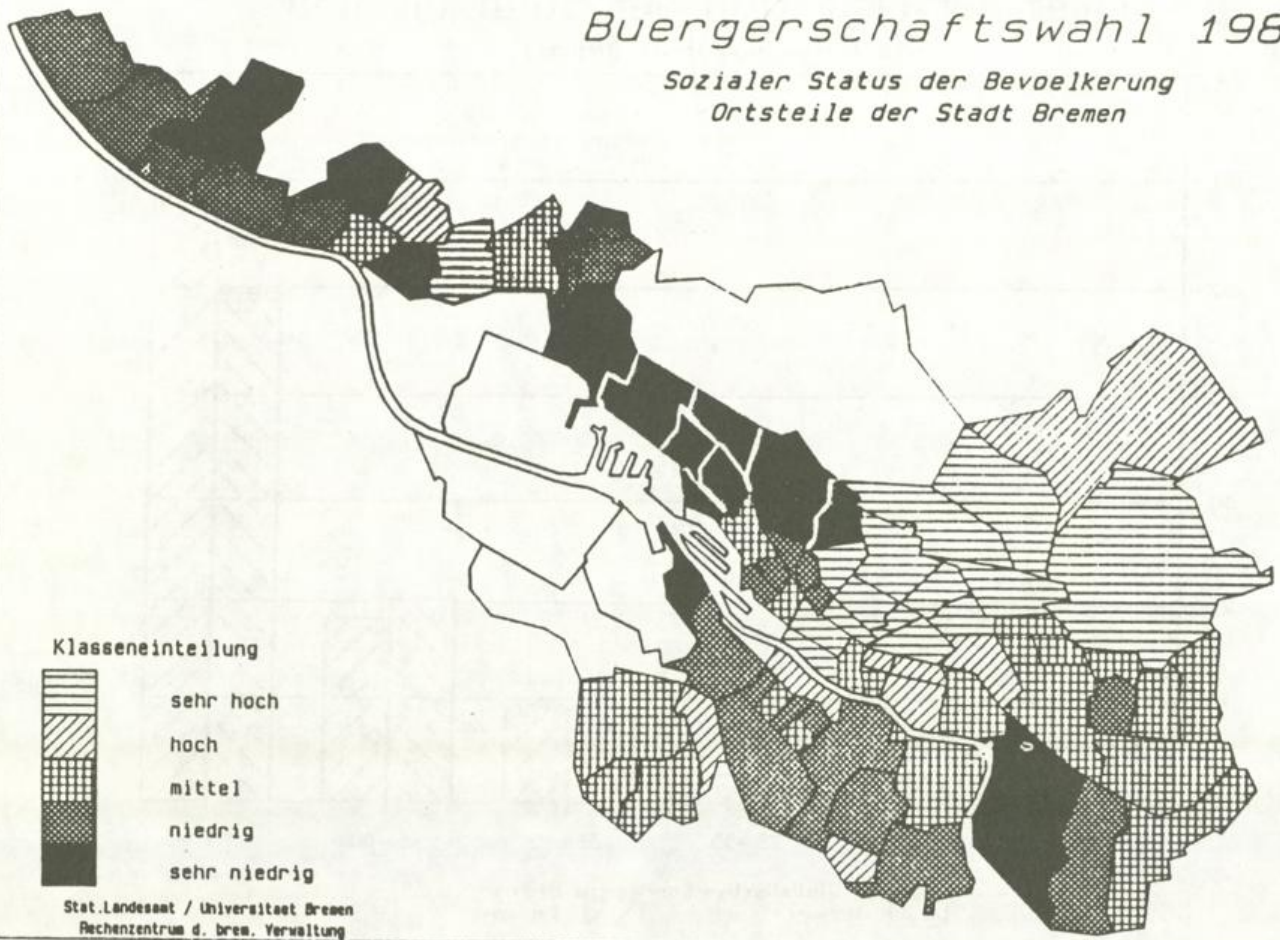 Buergerschaftswahl 198
Sozialer Status der Bevoelkerung
Ortsteile der Stadt Bremen
Klasseneinteilung
sehr hoch
hoch
mittel
niedrig
sehr niedrig
Stat.Landesamt / Universitaet Bremen
Rechenzentrum d. brem. Verwaltung